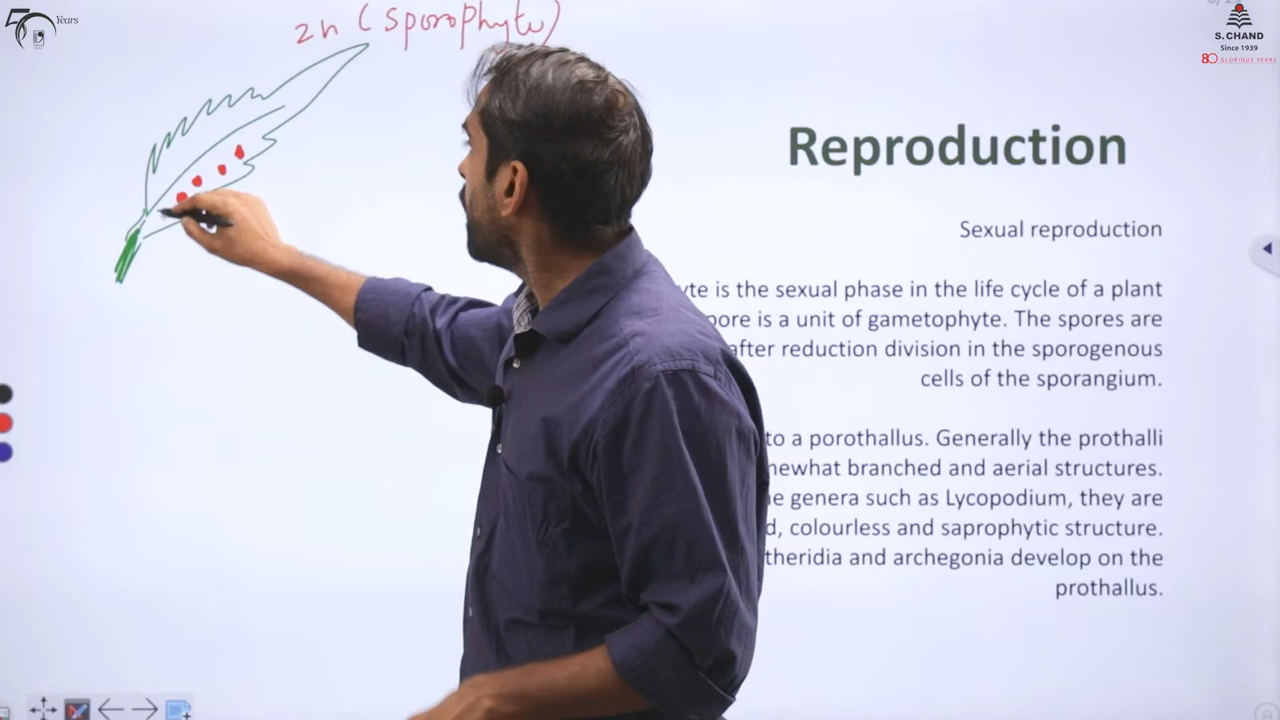 50 Years
2n (sporophyte)
S. CHAND
Since 1939
80 GLORIOUS YEARS
Reproduction
Sexual reproduction
is the sexual phase in the life cycle of a plant
is a unit of gametophyte. The spores are
after reduction division in the sporogenous
cells of the sporangium.
to a porothallus. Generally the prothalli
branched and aerial structures.
genera such as Lycopodium, they are
colourless and saprophytic structure.
and archegonia develop on the
prothallus.